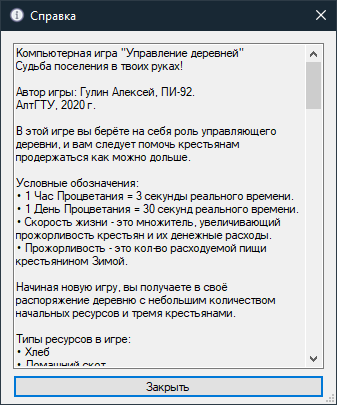 Справка
Компьютерная игра "Управление деревней"
Судьба поселения в твоих руках!
Автор игры: Гулин Алексей, ПИ-92.
АлтГТУ, 2020 г.
В этой игре вы берёте на себя роль управляющего
деревни, и вам следует помочь крестьянам
продержаться как можно дольше.
Условные обозначения:
• 1 Час Процветания = 3 секунды реального времени.
• 1 День Процветания = 30 секунд реального времени.
• Скорость жизни - это множитель, увеличивающий
прожорливость крестьян и их денежные расходы.
• Прожорливость - это кол-во расходуемой пищи
крестьянином Зимой.
Начиная новую игру, вы получаете в своё
распоряжение деревню с небольшим количеством
начальных ресурсов и тремя крестьянами.
Типы ресурсов в игре:
• Хлеб
• Домашний скот
Закрыть